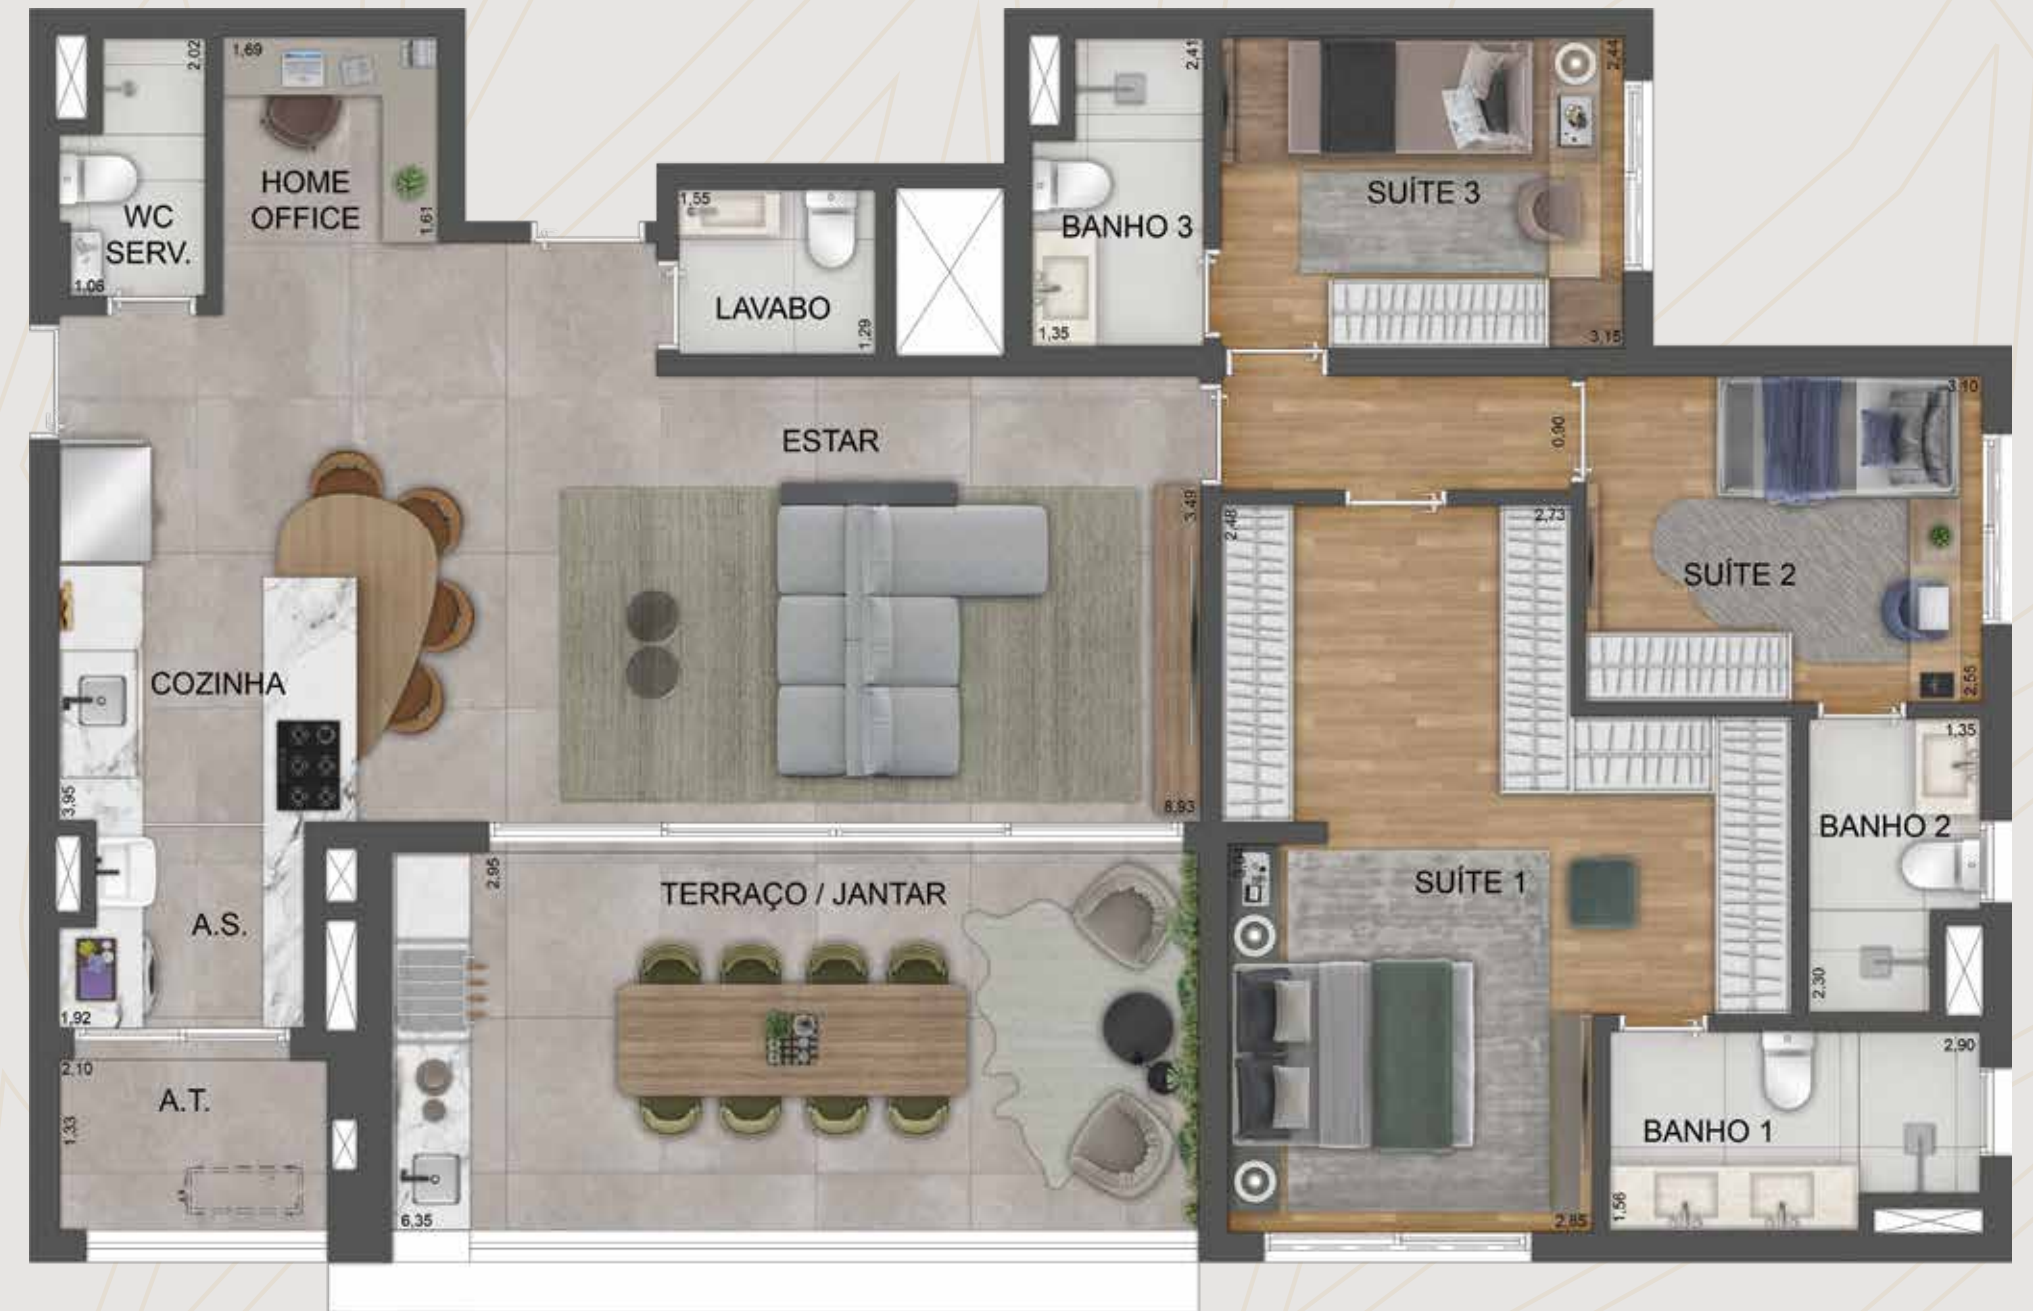 2,02
1,69
HOME
OFFICE
1,61
WC
SERV.
1,06
1,55
LAVABO
1,29
2,41
BANHO 3
1,35
2,44
SUÍTE 3
3,15
ESTAR
3,49
8,93
0,90
3,10
SUÍTE 2
2,55
2,48
2,73
COZINHA
3,95
A.S.
1,92
2,10
A.T.
1,33
2,95
TERRAÇO / JANTAR
6,35
SUÍTE 1
2,85
1,35
BANHO 2
2,30
2,90
BANHO 1
1,56